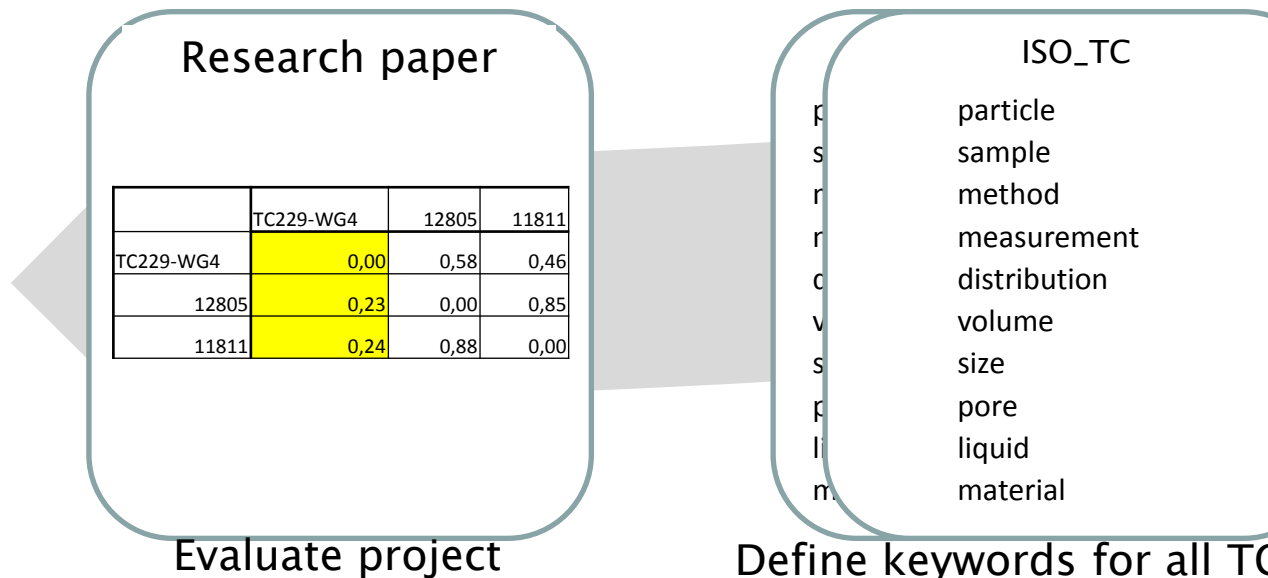 Research paper
TC229-WG4 12805 11811
TC229-WG4 0,00 0,58 0,46
12805 0,23 0,00 0,85
11811 0,24 0,88 0,00
Evaluate project
ISO_TC
particle
sample
method
measurement
distribution
volume
size
pore
liquid
material
Define keywords for all TC